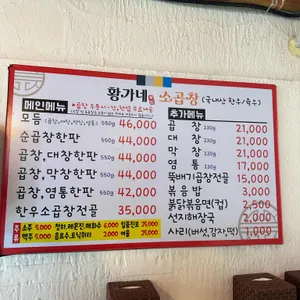 황가네 소곱창 (국내산 한우/육우)
메인메뉴
모듬 550g 46,000
순곱창한판 550g 44,000
곱창,대창한판 550g 44,000
곱창,막창한판 44,000
곱창,염통한판 42,000
한우소곱창전골 35,000
소주 5,000
맥주 5,000
추가메뉴
곱 창 230g 21,000
대 창 230g 21,000
막 창 230g 21,000
염 통 230g 17,000
뚝배기곱창전골 15,000
볶음밥 3,000
불닭볶음면(컵) 2,500
선지해장국 2,000
사리(버섯,감자,떡) 1,000